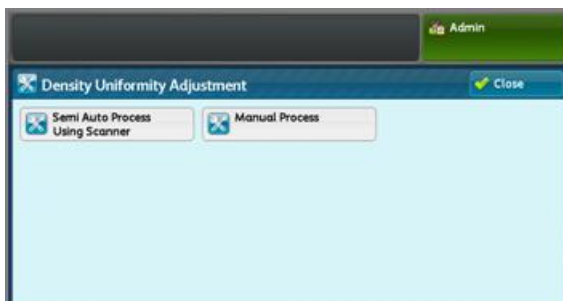 Admin
Density Uniformity Adjustment
Close
Semi Auto Process
Using Scanner
Manual Process